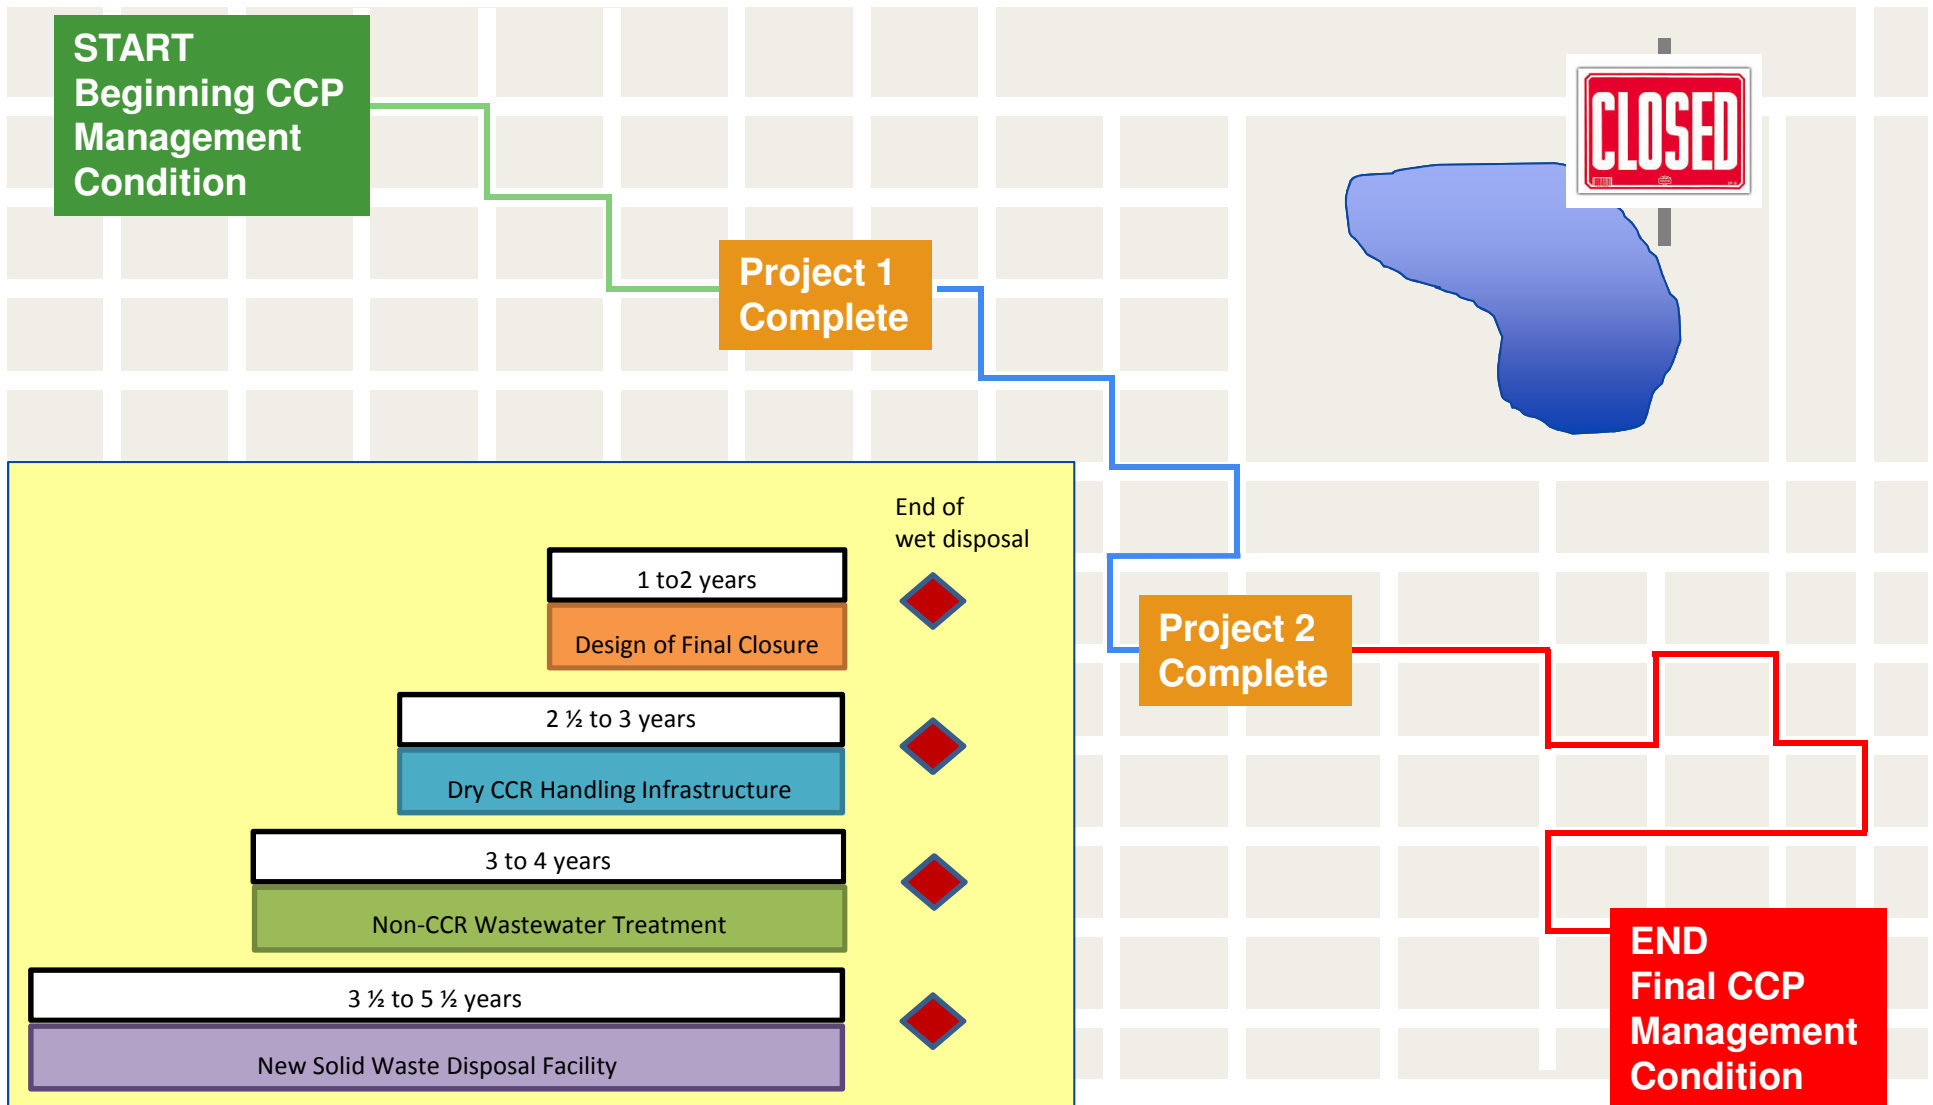 START
Beginning CCP
Management
Condition
CLOSED
Project 1
Complete
End of
wet disposal
1 to2 years
Design of Final Closure
2 ½ to 3 years
Dry CCR Handling Infrastructure
3 to 4 years
Non-CCR Wastewater Treatment
3 ½ to 5 ½ years
New Solid Waste Disposal Facility
Project 2
Complete
END
Final CCP
Management
Condition